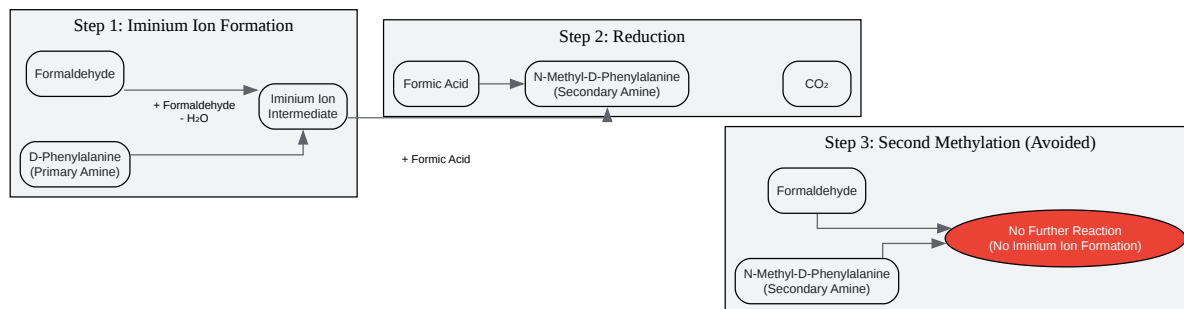 Step 1: Iminium Ion Formation
Formaldehyde
+ Formaldehyde
- H₂O
Iminium Ion
Intermediate
D-Phenylalanine
(Primary Amine)
Step 2: Reduction
Formic Acid
N-Methyl-D-Phenylalanine
(Secondary Amine)
CO₂
+ Formic Acid
Step 3: Second Methylation (Avoided)
Formaldehyde
No Further Reaction
(No Iminium Ion Formation)
N-Methyl-D-Phenylalanine
(Secondary Amine)